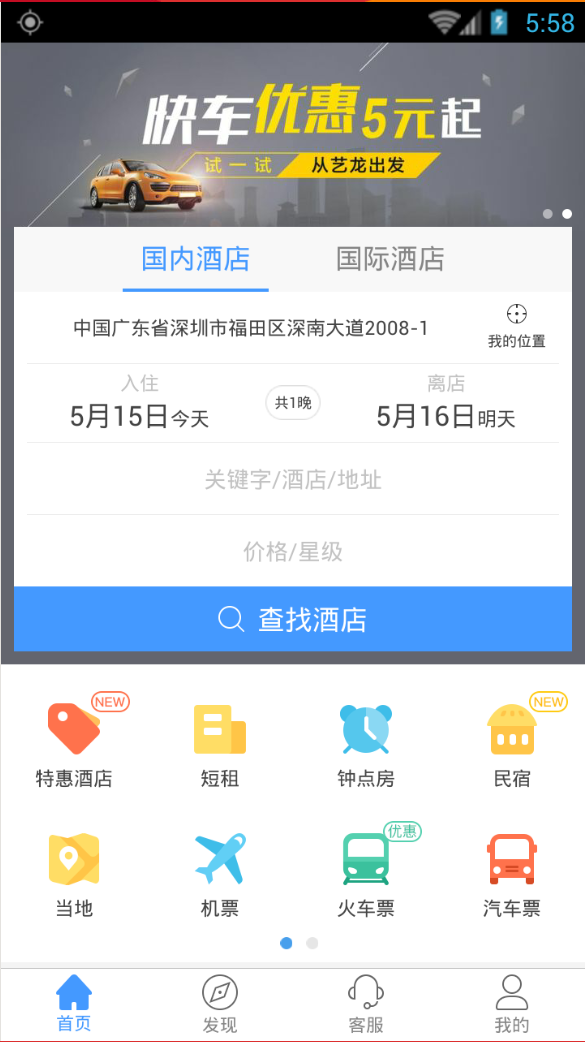 5:58
快车优惠5元起
试一试 从艺龙出发
国内酒店 国际酒店
中国广东省深圳市福田区深南大道2008-1
我的位置
入住 离店
5月15日今天 共1晚 5月16日明天
关键字/酒店/地址
价格/星级
查找酒店
NEW NEW
特惠酒店 短租 钟点房 民宿
优惠
当地 机票 火车票 汽车票
首页 发现 客服 我的